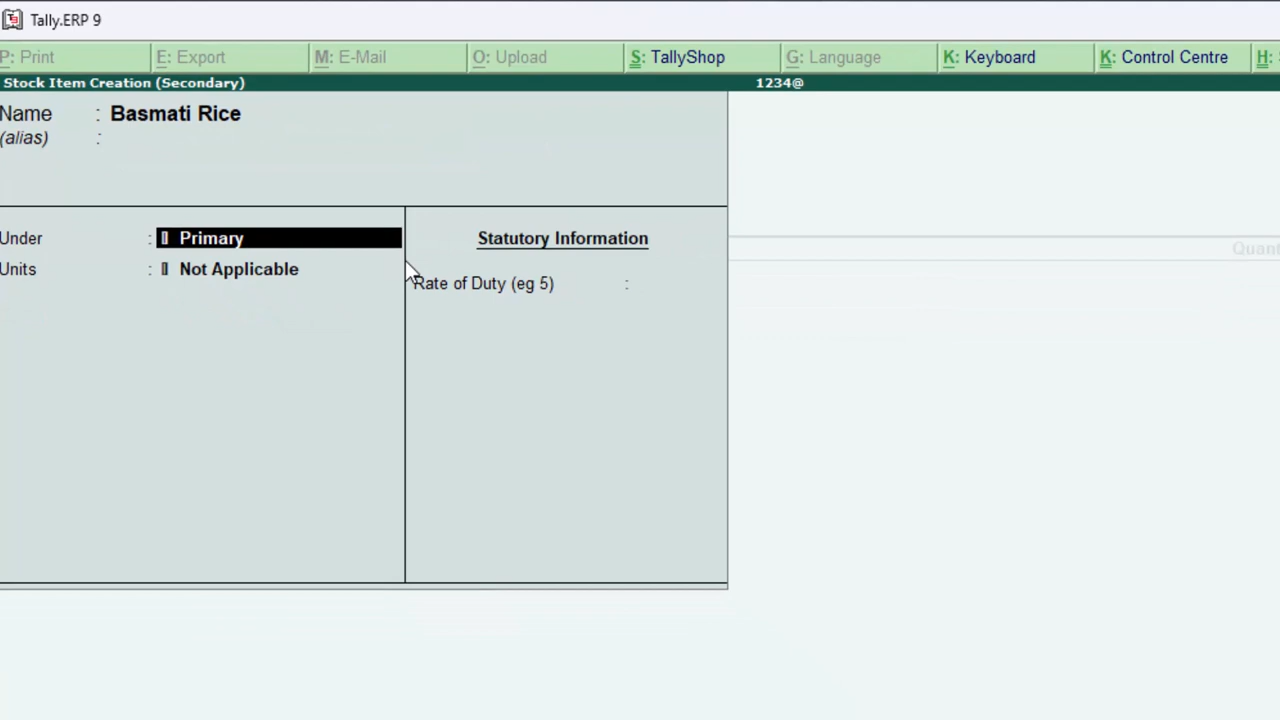 Tally.ERP 9
P: Print E: Export M: E-Mail O: Upload S: TallyShop G: Language K: Keyboard K: Control Centre H:
Stock Item Creation (Secondary) 1234@
Name : Basmati Rice
(alias) :
Under : Primary Statutory Information
Quant
Units : Not Applicable
Rate of Duty (eg 5) :